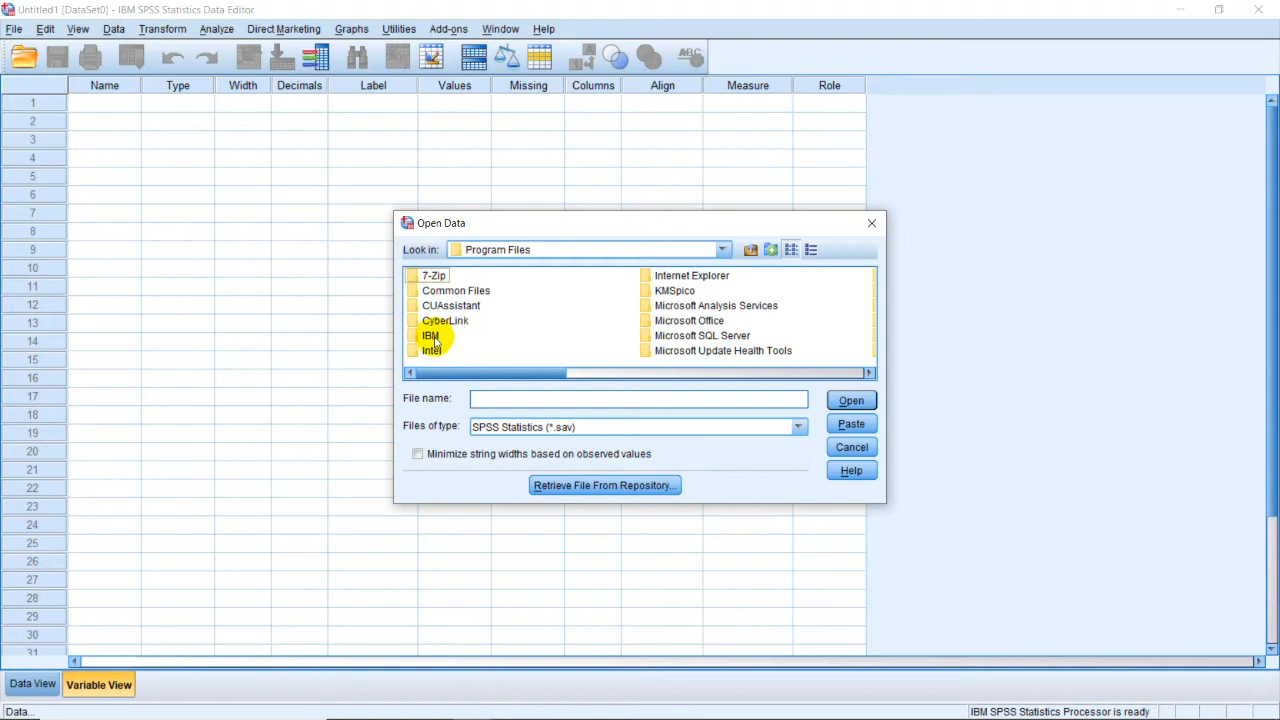 Untitled1 [DataSet0] - IBM SPSS Statistics Data Editor
File Edit View Data Transform Analyze Direct Marketing Graphs Utilities Add-ons Window Help
ABC
Name Type Width Decimals Label Values Missing Columns Align Measure Role
1
2
3
4
5
6
7
8
9
10
11
12
13
14
15
16
17
18
19
20
21
22
23
24
25
26
27
28
29
30
31
Open Data
Look in: Program Files
7-Zip
Common Files
CUAssistant
CyberLink
IBM
Intel
Internet Explorer
KMSpico
Microsoft Analysis Services
Microsoft Office
Microsoft SQL Server
Microsoft Update Health Tools
File name:
Open
Files of type: SPSS Statistics (*.sav)
Paste
Minimize string widths based on observed values
Cancel
Help
Retrieve File From Repository...
Data View Variable View
Data... IBM SPSS Statistics Processor is ready